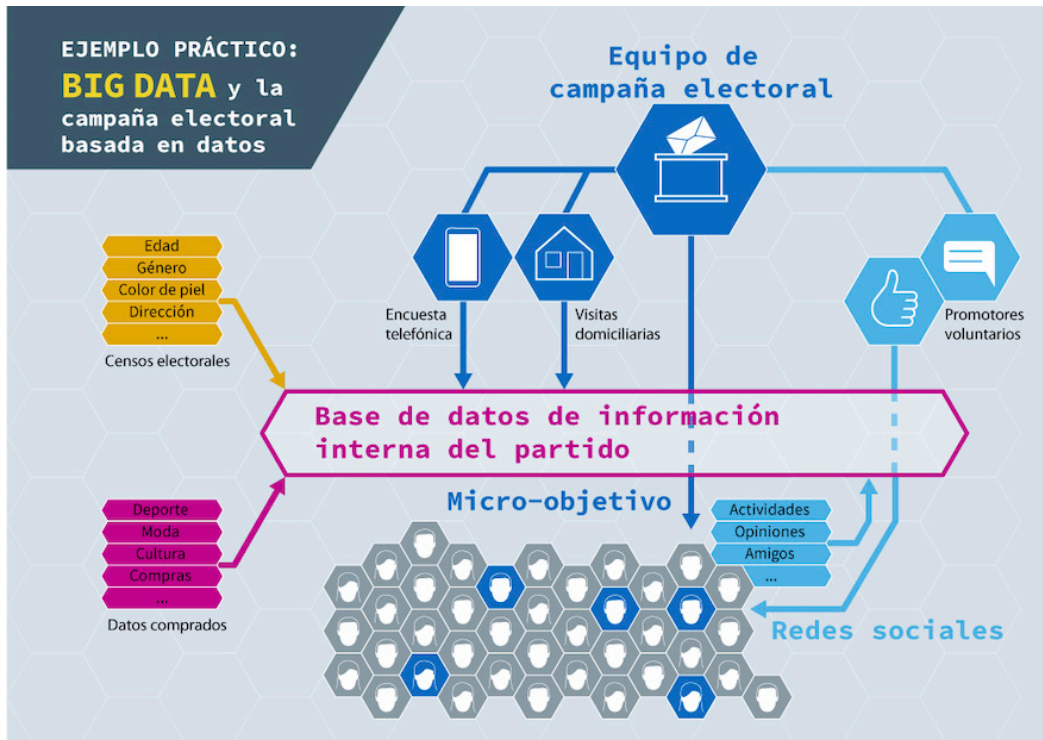 EJEMPLO PRÁCTICO:
BIG DATA y la
campaña electoral
basada en datos
Equipo de
campaña electoral
Edad
Género
Color de piel
Dirección
...
Censos electorales
Encuesta
telefónica
Visitas
domiciliarias
Promotores
voluntarios
Base de datos de información
interna del partido
Micro-objetivo
Deporte
Moda
Cultura
Compras
...
Datos comprados
Actividades
Opiniones
Amigos
...
Redes sociales